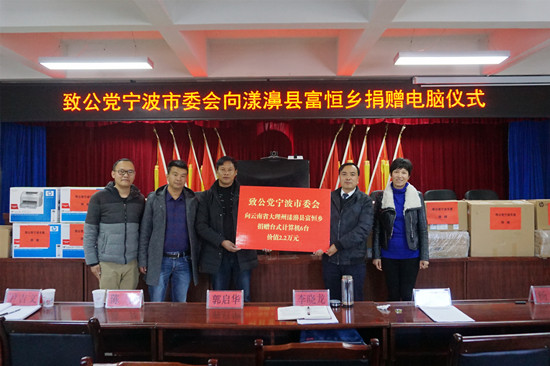 致公党宁波市委会向漾濞县富恒乡捐赠电脑仪式
致公党宁波市委会
向云南省大理州漾濞县富恒乡
捐赠台式计算机6台
价值2.2万元
郭启华
李晓龙